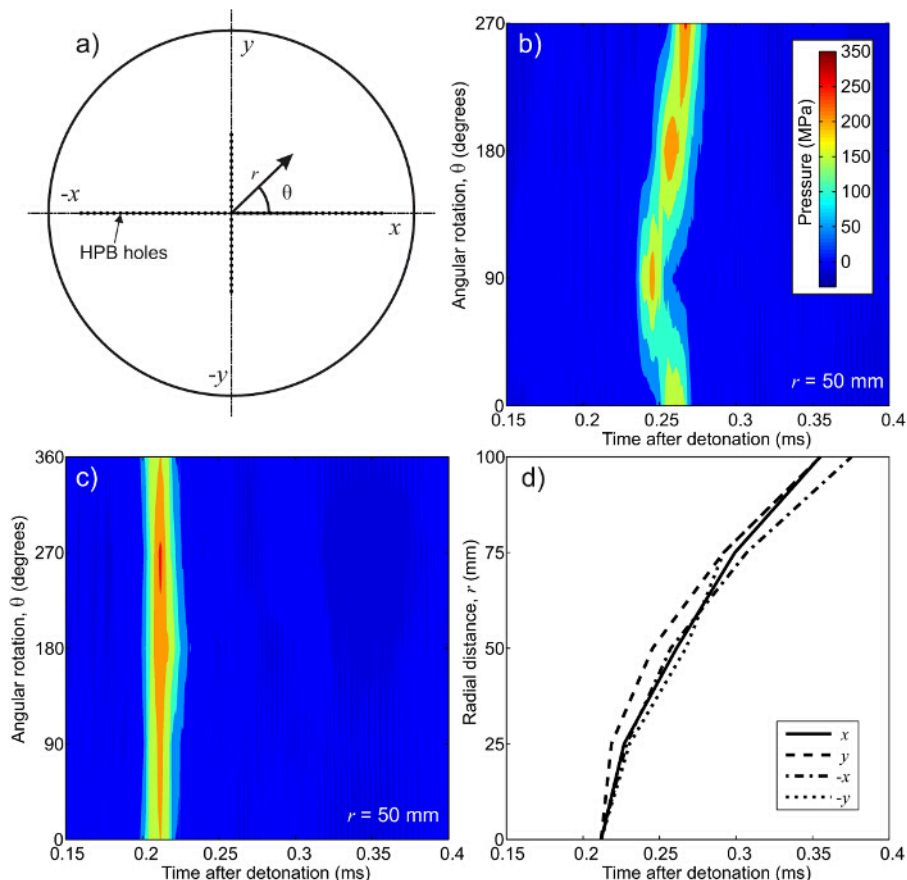 a)
y
r
θ
-x
x
HPB holes
-y
b)
270
180
90
0
Angular rotation, θ (degrees)
350
300
250
200
150
100
50
0
Pressure (MPa)
r = 50 mm
0.15 0.2 0.25 0.3 0.35 0.4
Time after detonation (ms)
c)
360
270
180
90
0
Angular rotation, θ (degrees)
r = 50 mm
0.15 0.2 0.25 0.3 0.35 0.4
Time after detonation (ms)
d)
100
75
50
25
0
Radial distance, r (mm)
x
y
-x
-y
0.15 0.2 0.25 0.3 0.35 0.4
Time after detonation (ms)